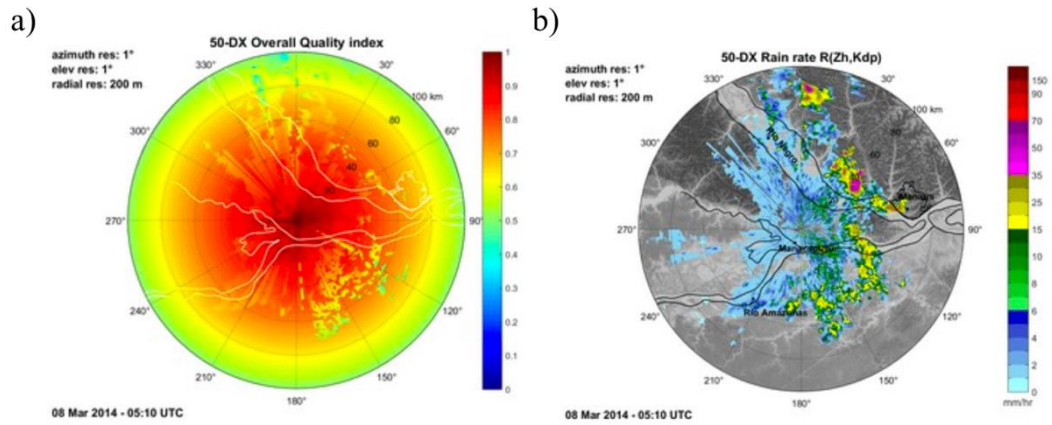 a)
50-DX Overall Quality index
azimuth res: 1°
elev res: 1°
radial res: 200 m
330°
30°
300°
60°
270°
90°
240°
120°
210°
150°
180°
100 km
80
60
40
1
0.9
0.8
0.7
0.6
0.5
0.4
0.3
0.2
0.1
0
08 Mar 2014 - 05:10 UTC
b)
50-DX Rain rate R(Zh,Kdp)
azimuth res: 1°
elev res: 1°
radial res: 200 m
330°
30°
300°
60°
270°
90°
240°
120°
210°
150°
180°
100 km
80
60
Rio Negro
Manaus
Rio Amazonas
150
90
70
50
35
25
15
10
8
6
4
2
0
mm/hr
08 Mar 2014 - 05:10 UTC